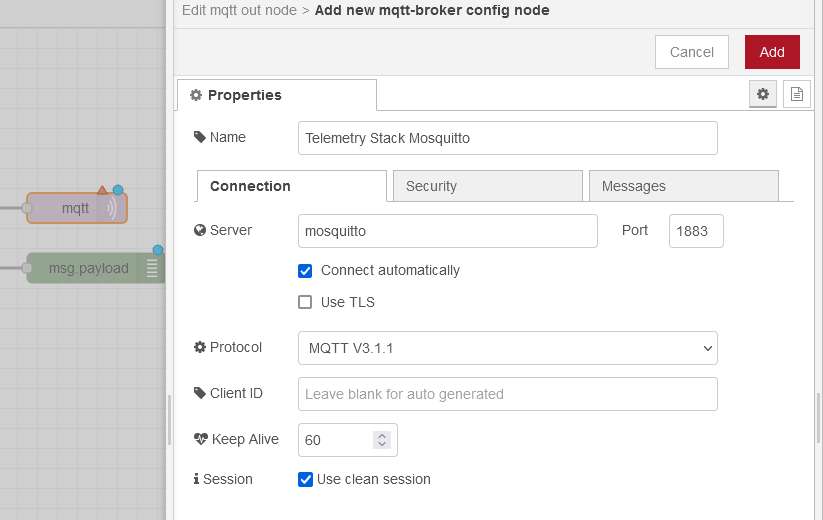 Edit mqtt out node > Add new mqtt-broker config node
Cancel
Add
Properties
Name
Telemetry Stack Mosquitto
Connection
Security
Messages
mqtt
Server
mosquitto
Port
1883
msg.payload
Connect automatically
Use TLS
Protocol
MQTT V3.1.1
Client ID
Leave blank for auto generated
Keep Alive
60
Session
Use clean session